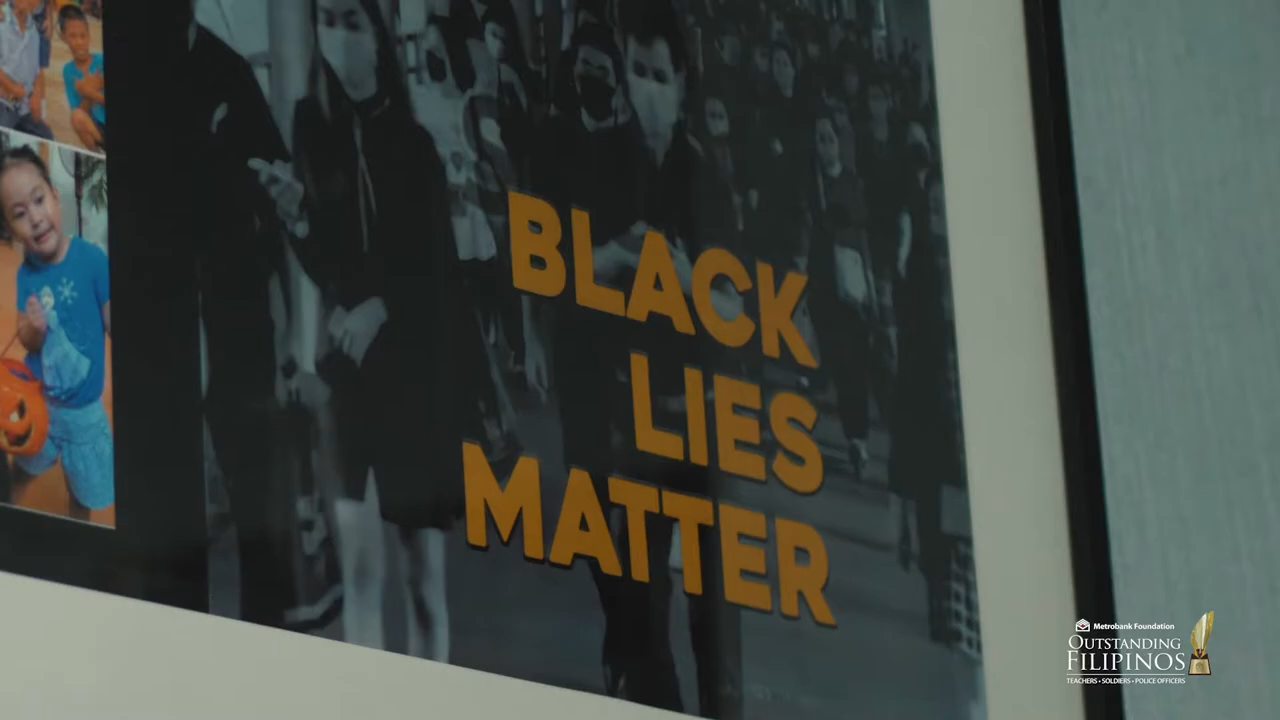 BLACK
LIES
MATTER
Metrobank Foundation
OUTSTANDING
FILIPINOS
TEACHERS • SOLDIERS • POLICE OFFICERS